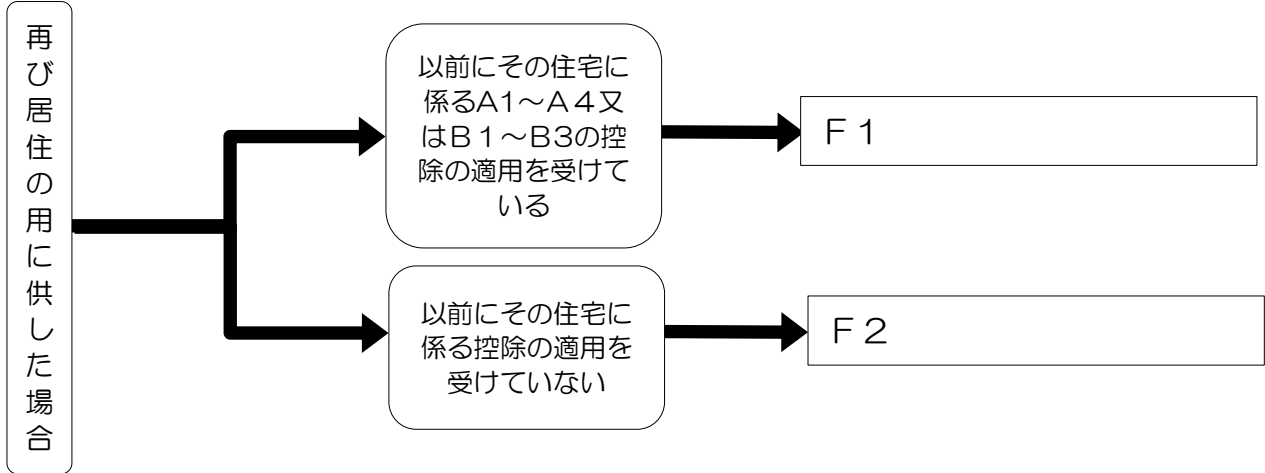 再び居住の用に供した場合
以前にその住宅に
係るA1～A４又
はB１～B3の控
除の適用を受けて
いる
Ｆ１
以前にその住宅に
係る控除の適用を
受けていない
Ｆ２